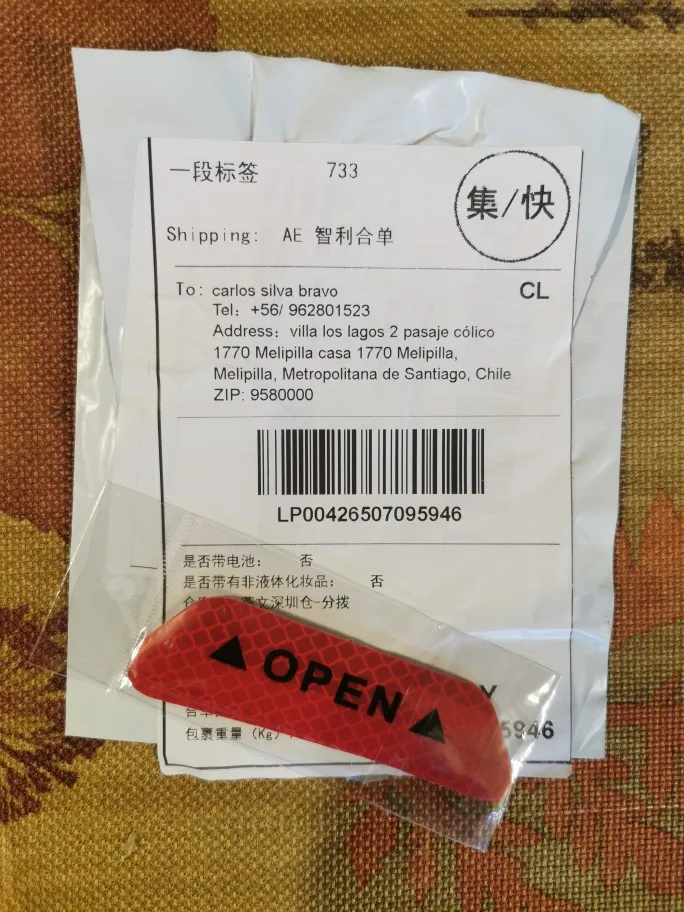 一段标签 733
集/快
Shipping: AE 智利合单
To: carlos silva bravo CL
Tel: +56/ 962801523
Address: villa los lagos 2 pasaje cólico
1770 Melipilla casa 1770 Melipilla,
Melipilla, Metropolitana de Santiago, Chile
ZIP: 9580000
LP00426507095946
是否带电池: 否
是否带有非液体化妆品: 否
文深圳仓-分拨
▲OPEN▲
5946
包裹重量 (Kg)